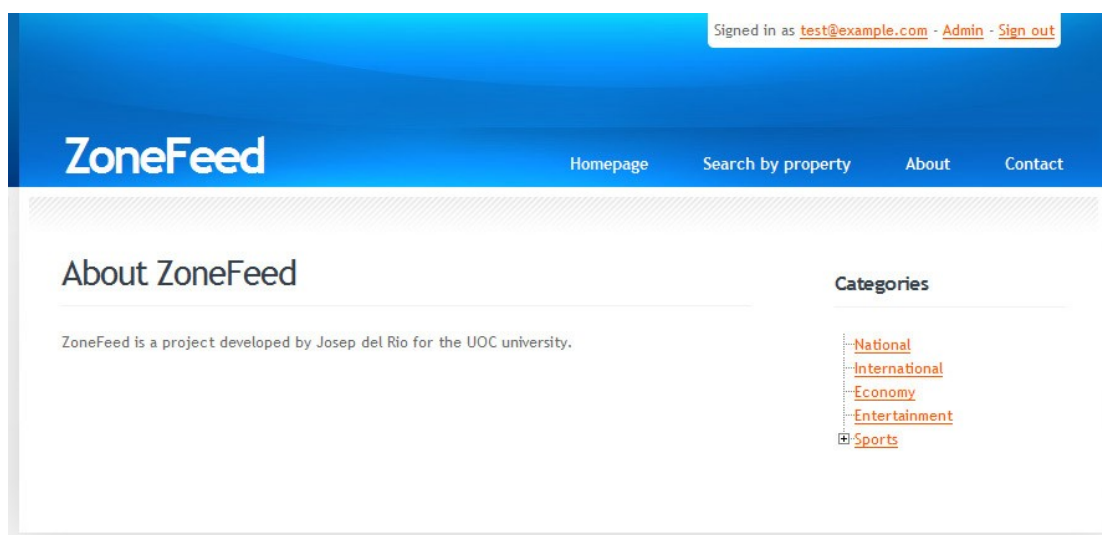 Signed in as test@example.com - Admin - Sign out
ZoneFeed
Homepage Search by property About Contact
About ZoneFeed
ZoneFeed is a project developed by Josep del Rio for the UOC university.
Categories
National
International
Economy
Entertainment
Sports